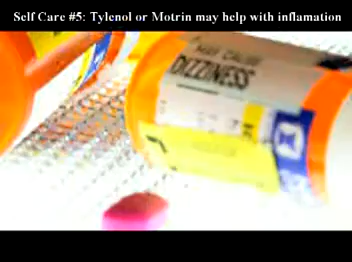 Self Care #5: Tylenol or Motrin may help with inflamation
MAY CAUSE
DIZZINESS